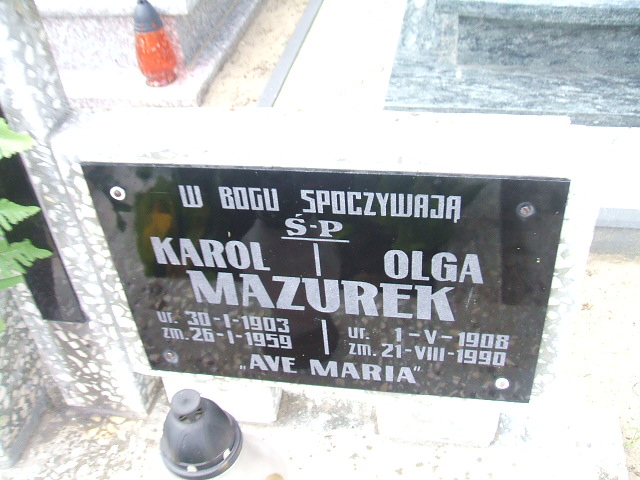 W BOGU SPOCZYWAJĄ
Ś-P
KAROL | OLGA
MAZUREK
ur. 30-I-1903 | ur. 1-V-1908
zm. 26-I-1959 | zm. 21-VIII-1990
„AVE MARIA"